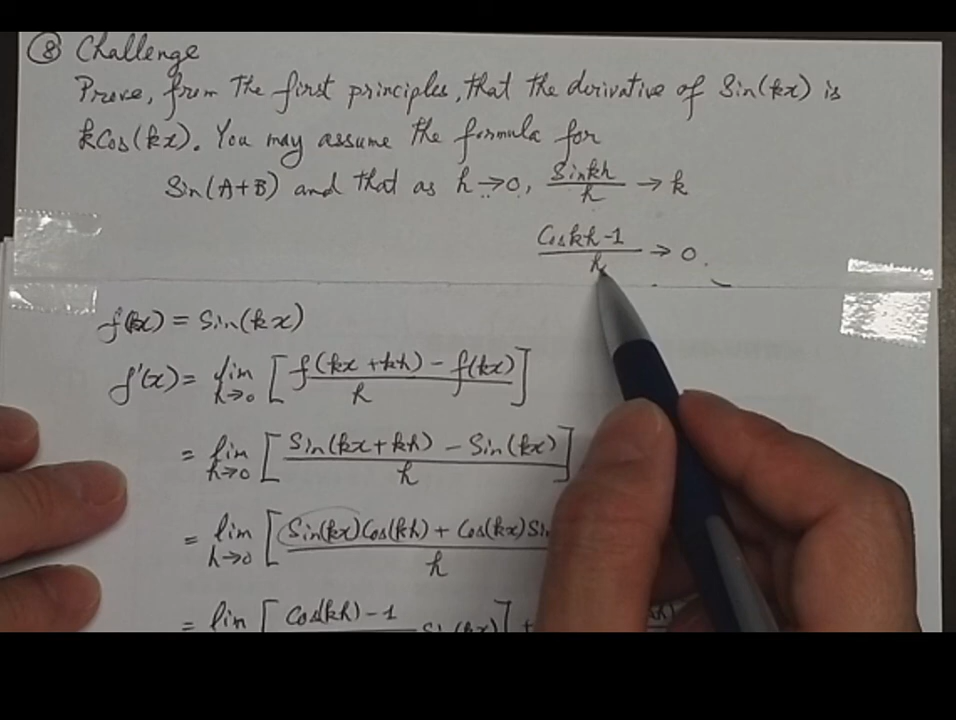 ⑧ Challenge
Prove, from the first principles, that the derivative of Sin(kx) is
kCos(kx). You may assume the formula for
Sin(A+B) and that as h→0, Sinkh/h → k
Coskh-1/h → 0.
f(kx) = Sin(kx)
f'(x) = lim h→0 [f(kx+kh) - f(kx)/h]
= lim h→0 [Sin(kx+kh) - Sin(kx)/h]
= lim h→0 [Sin(kx)Cos(kh) + Cos(kx)Si /h
= lim [Cos(kh)-1 Sin(kx)] +